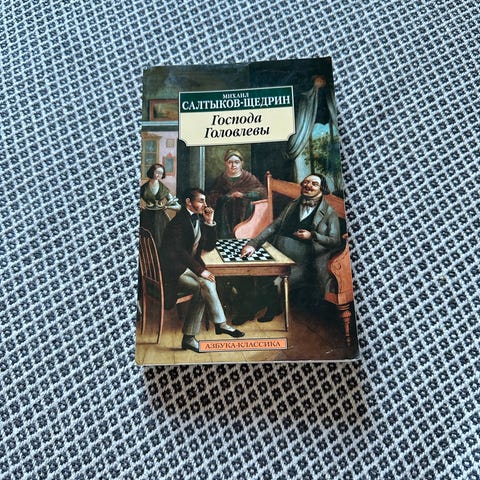 МИХАИЛ
САЛТЫКОВ-ЩЕДРИН
Господа
Головлевы
АЗБУКА-КЛАССИКА